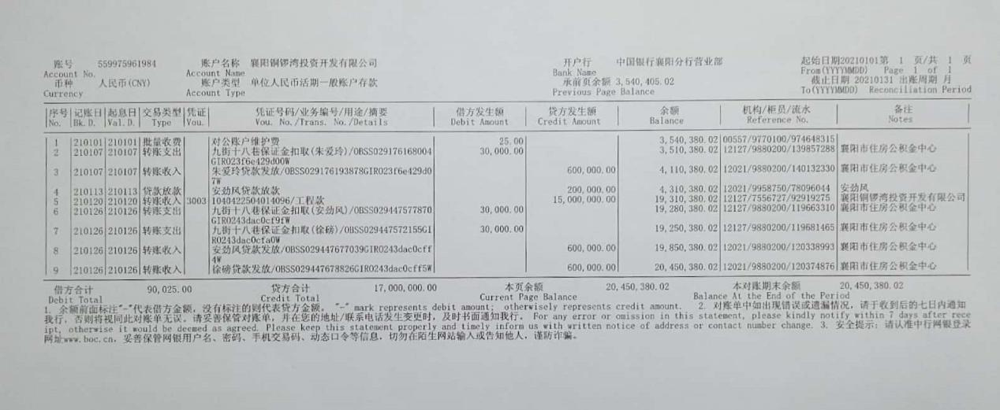 账号 559975961984 账户名称 襄阳铜锣湾投资开发有限公司 开户行 中国银行襄阳分行营业部 起始日期20210101第 1 页/共 1 页
Account No. Account Name Bank Name From(YYYYMMDD) Page 1 of 1
币种 人民币(CNY) 账户类型 单位人民币活期一般账户存款 承前页余额 3,540,405.02 截止日期 20210131 出账周期 月
Currency Account Type Previous Page Balance To(YYYYMMDD) Reconciliation Period
序号 记账日 起息日 交易类型 凭证 凭证号码/业务编号/用途/摘要 借方发生额 贷方发生额 余额 机构/柜员/流水 备注
No. Bk.D. Val.D. Type Vou. Vou. No./Trans. No./Details Debit Amount Credit Amount Balance Reference No. Notes
1 210101 210101 批量收费 对公账户维护费 25.00 3,540,380.02 00557/9770100/974648315
2 210107 210107 转账支出 九街十八巷保证金扣取(朱爱玲)/OBSS029176168004 30,000.00 3,510,380.02 12127/9880200/139857288 襄阳市住房公积金中心
GIRO23f6e429d00W
3 210107 210107 转账收入 朱爱玲贷款发放/OBSS029176193878GIRO23f6e429d0 600,000.00 4,110,380.02 12021/9880200/140132330 襄阳市住房公积金中心
7W
4 210113 210113 贷款放款 安劲风贷款放款 200,000.00 4,310,380.02 12021/9958750/78096044 安劲风
5 210120 210120 转账收入 3003 1040422504014096/工程款 15,000,000.00 19,310,380.02 12127/7556727/92919275 襄阳铜锣湾投资开发有限公司
6 210126 210126 转账支出 九街十八巷保证金扣取(安劲风)/OBSS029447577870 30,000.00 19,280,380.02 12127/9880200/119663310 襄阳市住房公积金中心
GIRO243dac0cf9fW
7 210126 210126 转账支出 九街十八巷保证金扣取(徐磅)/OBSS029447572155GI 30,000.00 19,250,380.02 12127/9880200/119681465 襄阳市住房公积金中心
RO243dac0cfa0W
8 210126 210126 转账收入 安劲风贷款发放/OBSS029447677039GIRO243dac0cff 600,000.00 19,850,380.02 12021/9880200/120338993 襄阳市住房公积金中心
4W
9 210126 210126 转账收入 徐磅贷款发放/OBSS029447678826GIRO243dac0cff5W 600,000.00 20,450,380.02 12021/9880200/120374876 襄阳市住房公积金中心
借方合计 90,025.00 贷方合计 17,000,000.00 本页余额 20,450,380.02 本对账期末余额 20,450,380.02
Debit Total Credit Total Current Page Balance Balance At the End of the Period
1. 余额前面标注"-"代表借方金额，没有标注的则代表贷方金额。 "-" mark represents debit amount; otherwisely represents credit amount. 2. 对账单中如出现错误或遗漏情况，请于收到后的七日内通知
我行，否则将视同此对账单无误。请妥善保管对账单，并在您的地址/联系电话发生变更时，及时书面通知我行。 For any error or omission in this statement, please kindly notify within 7 days after rece
ipt, otherwise it would be deemed as agreed. Please keep this statement properly and timely inform us with written notice of address or contact number change. 3. 安全提示：请认准中行网银登录
网址www.boc.cn，妥善保管网银用户名、密码、手机交易码、动态口令等信息，切勿在陌生网站输入或告知他人，谨防诈骗。